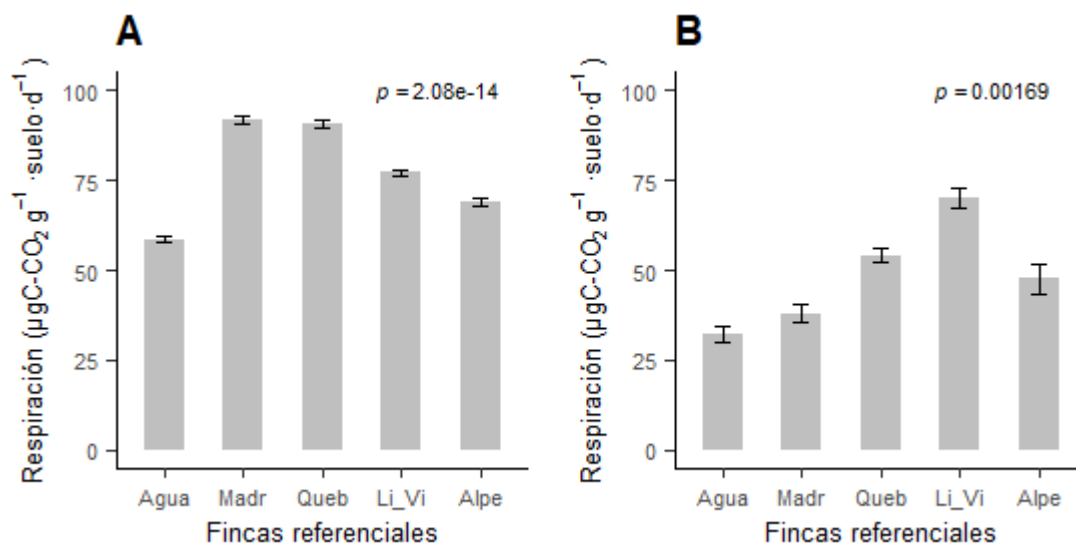 A
Respiración (µgC-CO₂ g⁻¹ ·suelo·d⁻¹)
100
75
50
25
0
p = 2.08e-14
Agua Madr Queb Li_Vi Alpe
Fincas referenciales
B
Respiración (µgC-CO₂ g⁻¹ ·suelo·d⁻¹)
100
75
50
25
0
p = 0.00169
Agua Madr Queb Li_Vi Alpe
Fincas referenciales